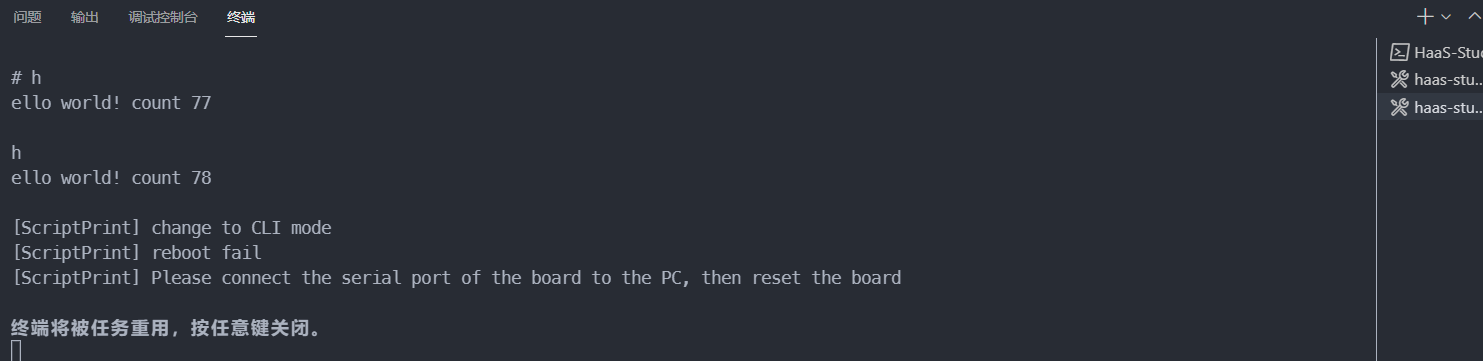 问题 输出 调试控制台 终端
HaaS-Stu
haas-stu...
haas-stu...
# h
ello world! count 77
h
ello world! count 78
[ScriptPrint] change to CLI mode
[ScriptPrint] reboot fail
[ScriptPrint] Please connect the serial port of the board to the PC, then reset the board
终端将被任务重用，按任意键关闭。